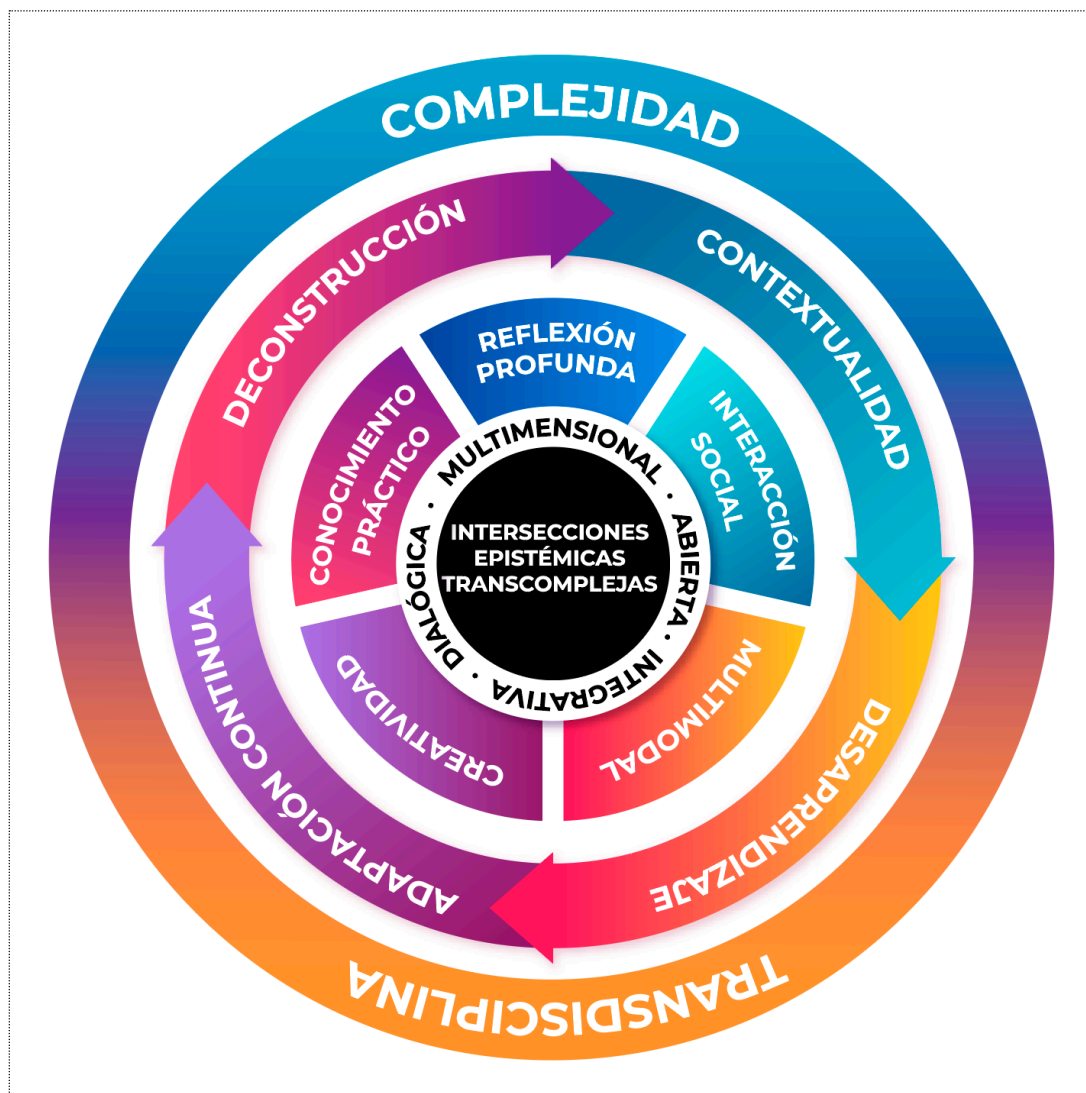 COMPLEJIDAD
DECONSTRUCCIÓN
CONTEXTUALIDAD
REFLEXIÓN
PROFUNDA
CONOCIMIENTO
PRÁCTICO
INTERACCIÓN
SOCIAL
DIALÓGICA · MULTIMENSIONAL · ABIERTA · INTEGRATIVA ·
INTERSECCIONES
EPISTÉMICAS
TRANSCOMPLEJAS
CREATIVIDAD
MULTIMODAL
ADAPTACIÓN CONTINUA
DESAPRENDIZAJE
TRANSDISCIPLINA